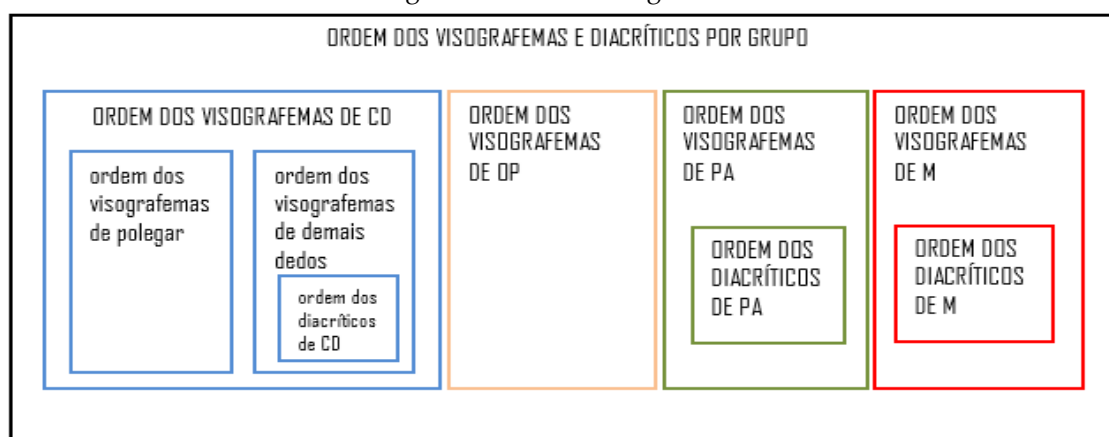 ORDEM DOS VISOGRAFEMAS E DIACRÍTICOS POR GRUPO
ORDEM DOS VISOGRAFEMAS DE CD
ordem dos
visografemas
de polegar
ordem dos
visografemas
de demais
dedos
ordem dos
diacríticos
de CD
ORDEM DOS
VISOGRAFEMAS
DE OP
ORDEM DOS
VISOGRAFEMAS
DE PA
ORDEM DOS
DIACRÍTICOS
DE PA
ORDEM DOS
VISOGRAFEMAS
DE M
ORDEM DOS
DIACRÍTICOS
DE M